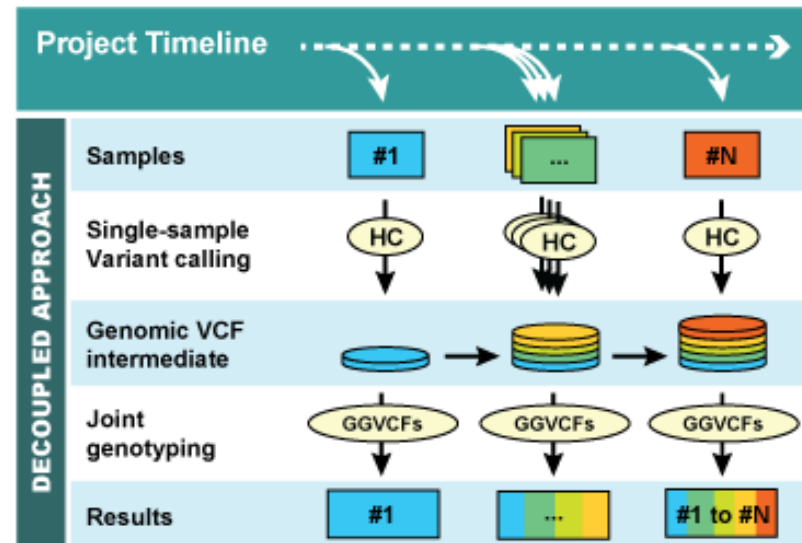 Project Timeline
DECOUPLED APPROACH
Samples
#1
...
#N
Single-sample
Variant calling
HC
HC
HC
Genomic VCF
intermediate
Joint
genotyping
GGVCFs
GGVCFs
GGVCFs
Results
#1
...
#1 to #N